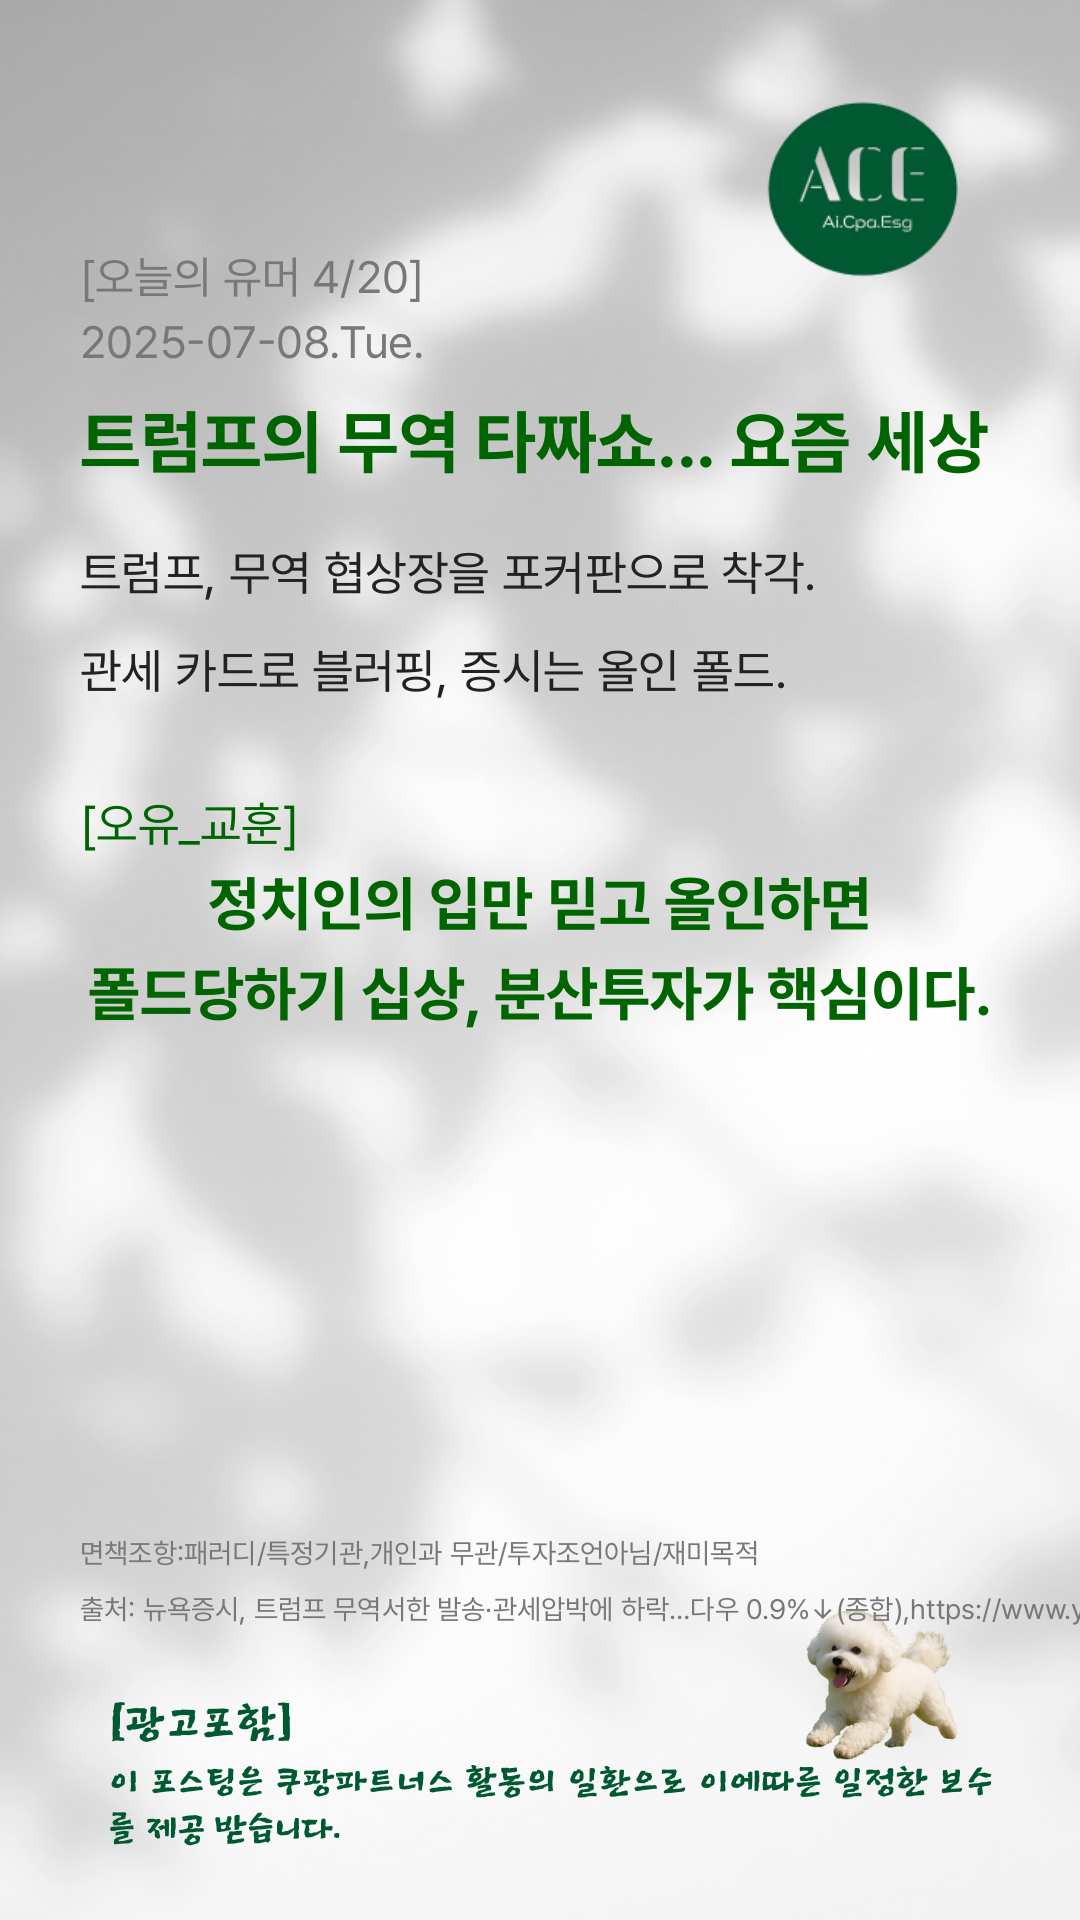 ACE
Ai.Cpa.Esg
[오늘의 유머 4/20]
2025-07-08.Tue.
트럼프의 무역 타짜쇼... 요즘 세상
트럼프, 무역 협상장을 포커판으로 착각.
관세 카드로 블러핑, 증시는 올인 폴드.
[오유_교훈]
정치인의 입만 믿고 올인하면
폴드당하기 십상, 분산투자가 핵심이다.
면책조항:패러디/특정기관,개인과 무관/투자조언아님/재미목적
출처: 뉴욕증시, 트럼프 무역서한 발송·관세압박에 하락...다우 0.9%↓(종합),https://www.y
[광고포함]
이 포스팅은 쿠팡파트너스 활동의 일환으로 이에따른 일정한 보수
를 제공 받습니다.